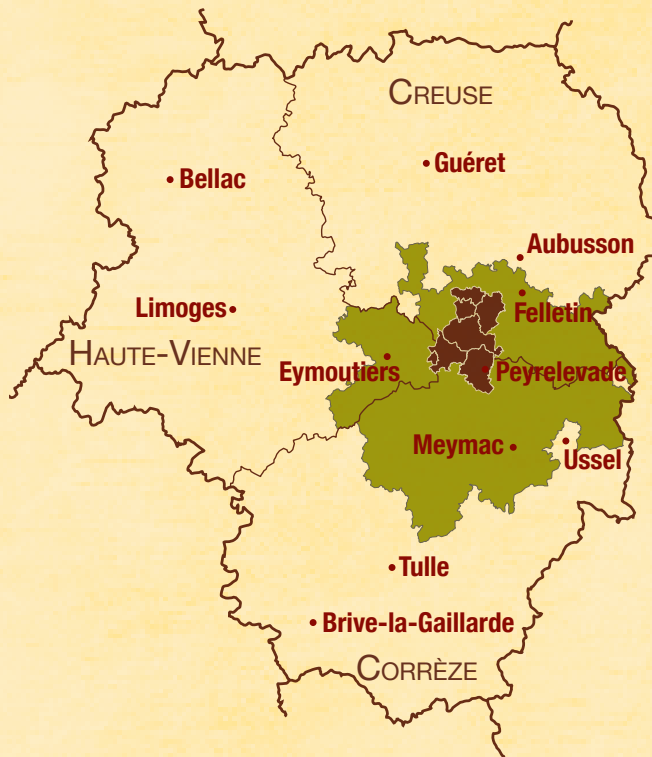 CREUSE
Guéret
Bellac
Aubusson
Felletin
Limoges
HAUTE-VIENNE
Eymoutiers
Peyrelevade
Meymac
Ussel
Tulle
Brive-la-Gaillarde
CORRÈZE